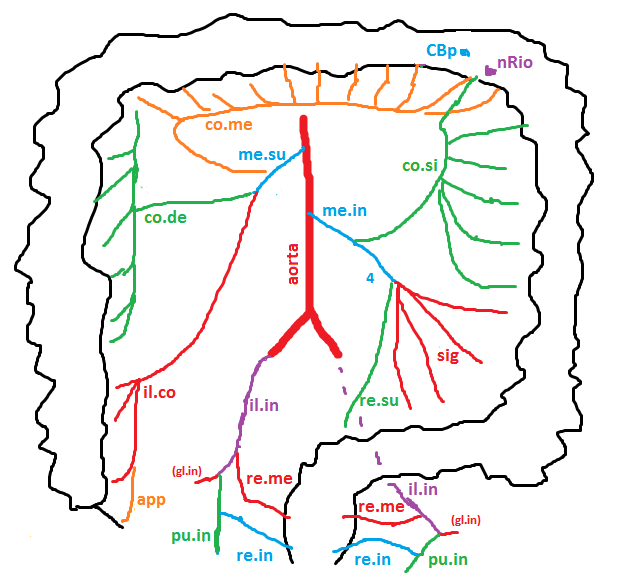 CBp
nRio
co.me
me.su
co.si
co.de
me.in
aorta
4
sig
il.co
re.su
il.in
(gl.in)
re.me
il.in
app
re.me
(gl.in)
pu.in
re.in
re.in
pu.in